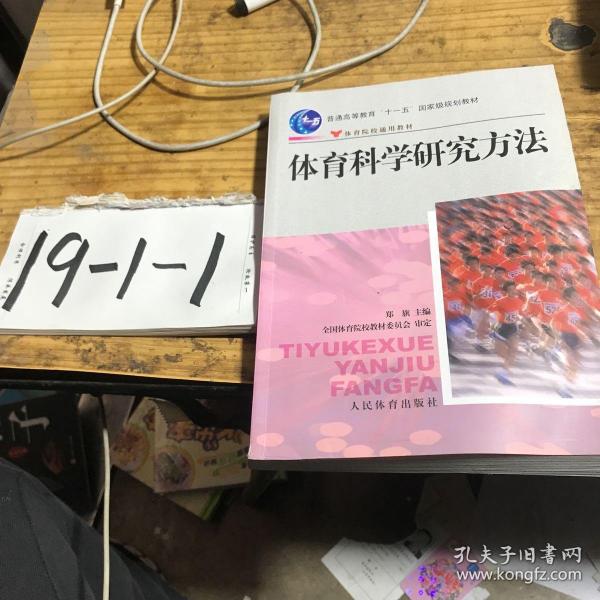 普通高等教育“十一五”国家级规划教材
十一五
体育院校通用教材
体育科学研究方法
19-1-1
郑 旗 主编
全国体育院校教材委员会 审定
TIYUKEXUE
YANJIU
FANGFA
人民体育出版社
孔夫子旧书网
www.kongfz.com